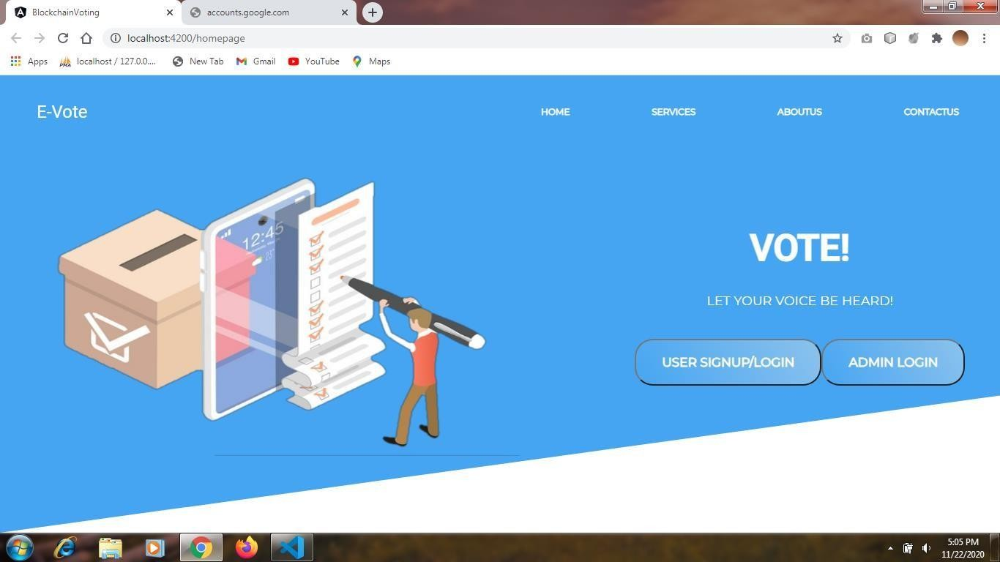 BlockchainVoting
accounts.google.com
localhost:4200/homepage
Apps
localhost / 127.0.0....
New Tab
Gmail
YouTube
Maps
E-Vote
HOME
SERVICES
ABOUTUS
CONTACTUS
12:45
23°
VOTE!
LET YOUR VOICE BE HEARD!
USER SIGNUP/LOGIN
ADMIN LOGIN
5:05 PM
11/22/2020